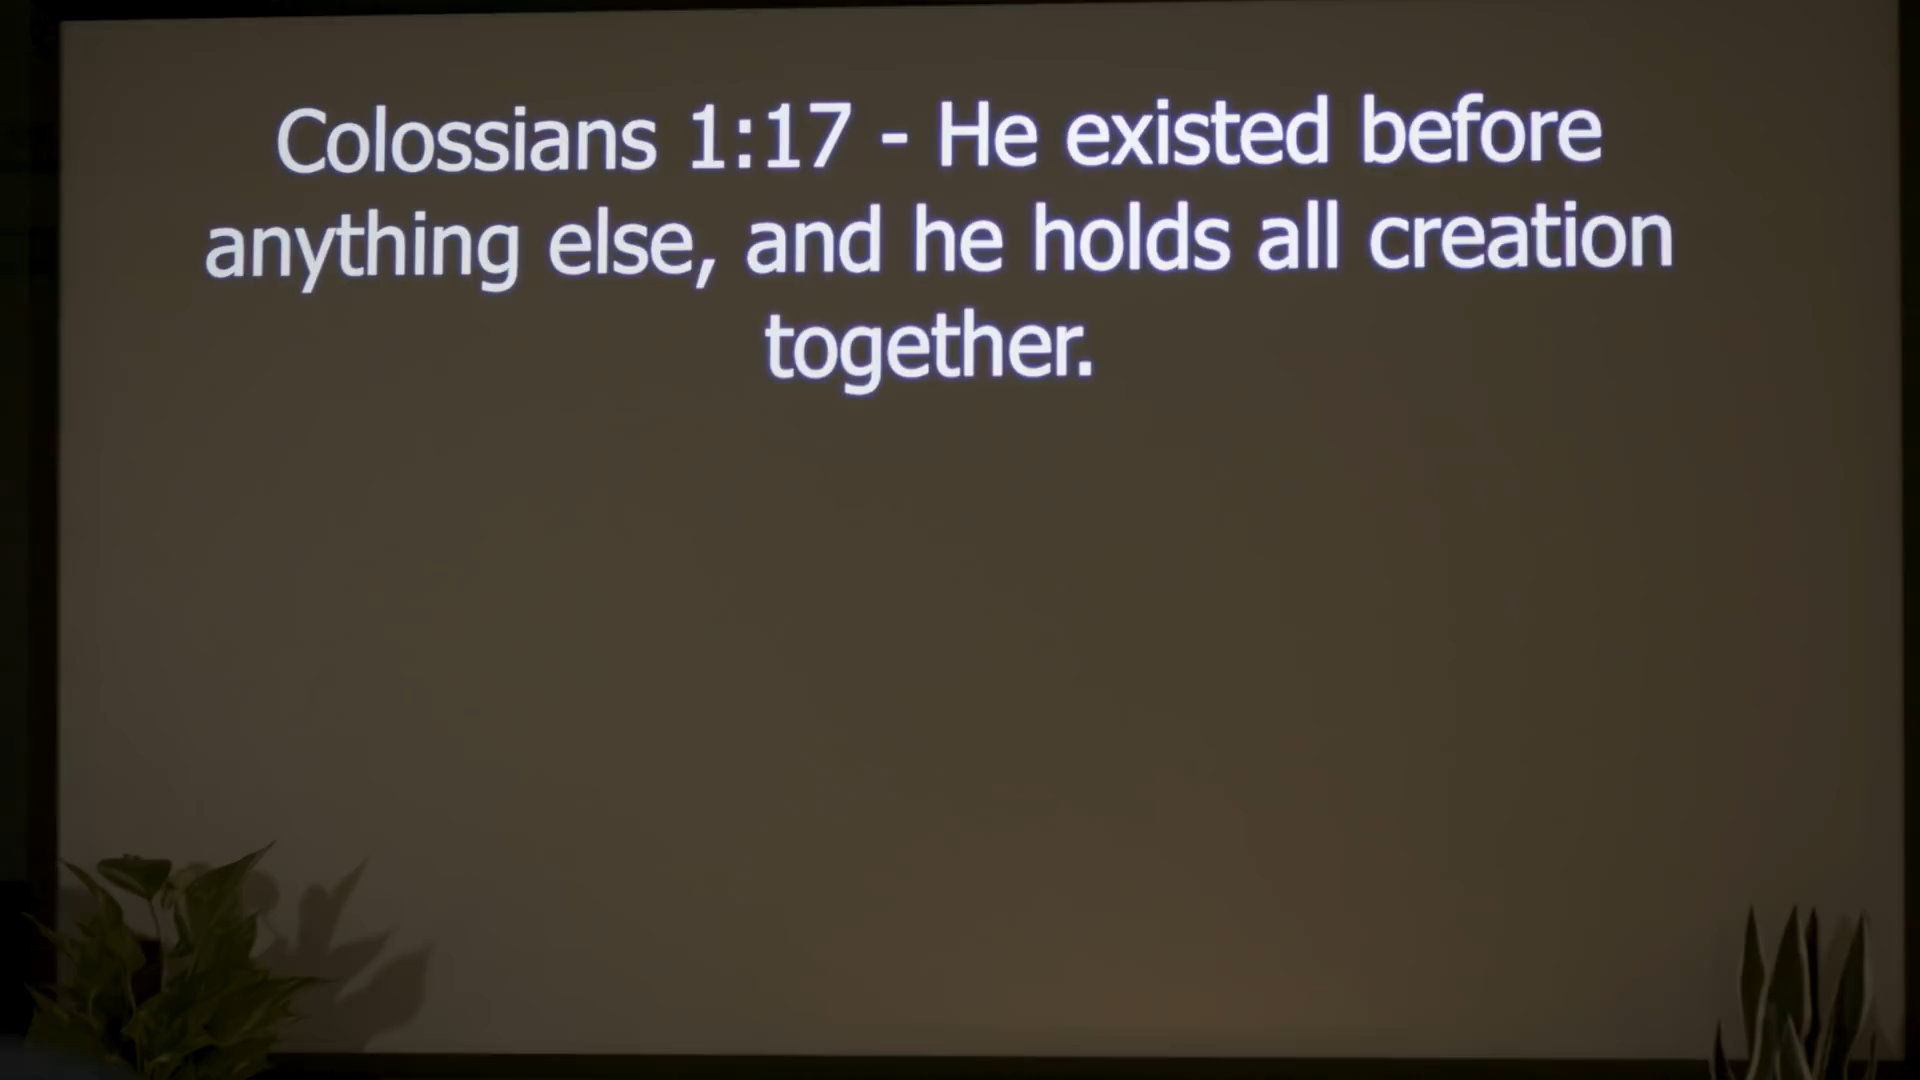 Colossians 1:17 - He existed before
anything else, and he holds all creation
together.